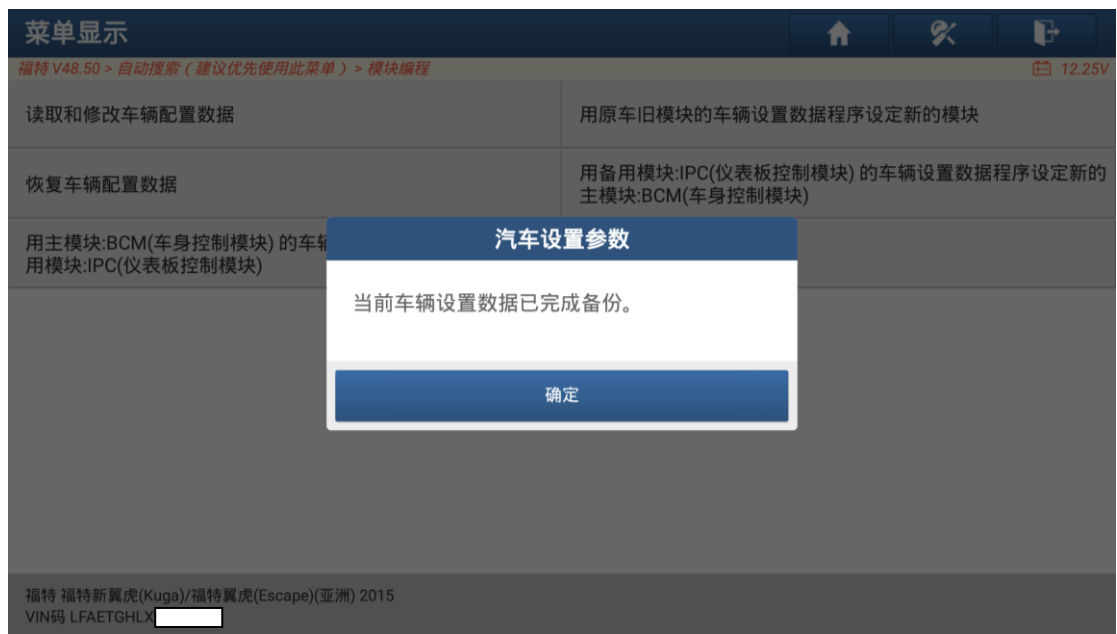 菜单显示
福特 V48.50 > 自动搜索（建议优先使用此菜单）> 模块编程
12.25V
读取和修改车辆配置数据
用原车旧模块的车辆设置数据程序设定新的模块
恢复车辆配置数据
用备用模块:IPC(仪表板控制模块) 的车辆设置数据程序设定新的
主模块:BCM(车身控制模块)
用主模块:BCM(车身控制模块) 的车辆
用模块:IPC(仪表板控制模块)
汽车设置参数
当前车辆设置数据已完成备份。
确定
福特 福特新翼虎(Kuga)/福特翼虎(Escape)(亚洲) 2015
VIN码 LFAETGHLX